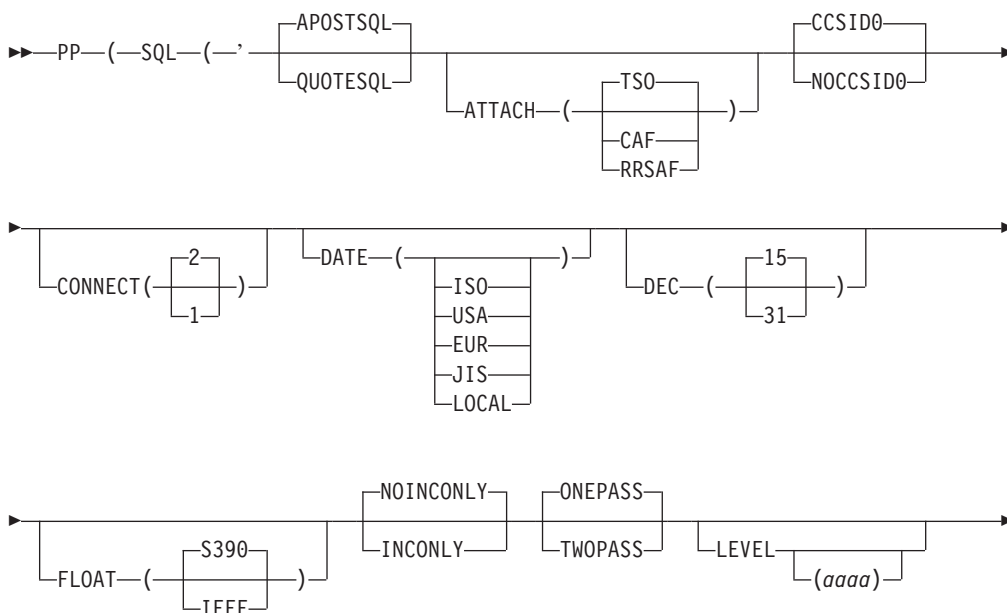 APOSTSQL CCSID0
PP ( SQL ( ’ QUOTESQL NOCCSID0
TSO
ATTACH ( )
CAF
RRSAF
2 DATE ( ) 15
CONNECT( ) ISO DEC ( )
1 USA 31
EUR
JIS
LOCAL
NOINCONLY ONEPASS
S390 INCONLY TWOPASS LEVEL
FLOAT ( ) (aaaa)
IEEE